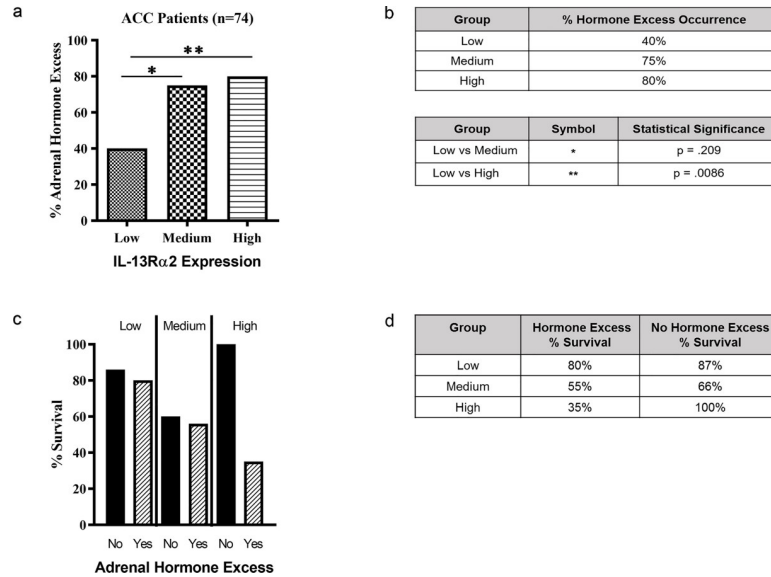 a
ACC Patients (n=74)
**
*
% Adrenal Hormone Excess
100
80
60
40
20
0
Low Medium High
IL-13Rα2 Expression
b
Group % Hormone Excess Occurrence
Low 40%
Medium 75%
High 80%
Group Symbol Statistical Significance
Low vs Medium * p = .209
Low vs High ** p = .0086
c
Low Medium High
% Survival
100
80
60
40
20
0
No Yes No Yes No Yes
Adrenal Hormone Excess
d
Group Hormone Excess % Survival No Hormone Excess % Survival
Low 80% 87%
Medium 55% 66%
High 35% 100%